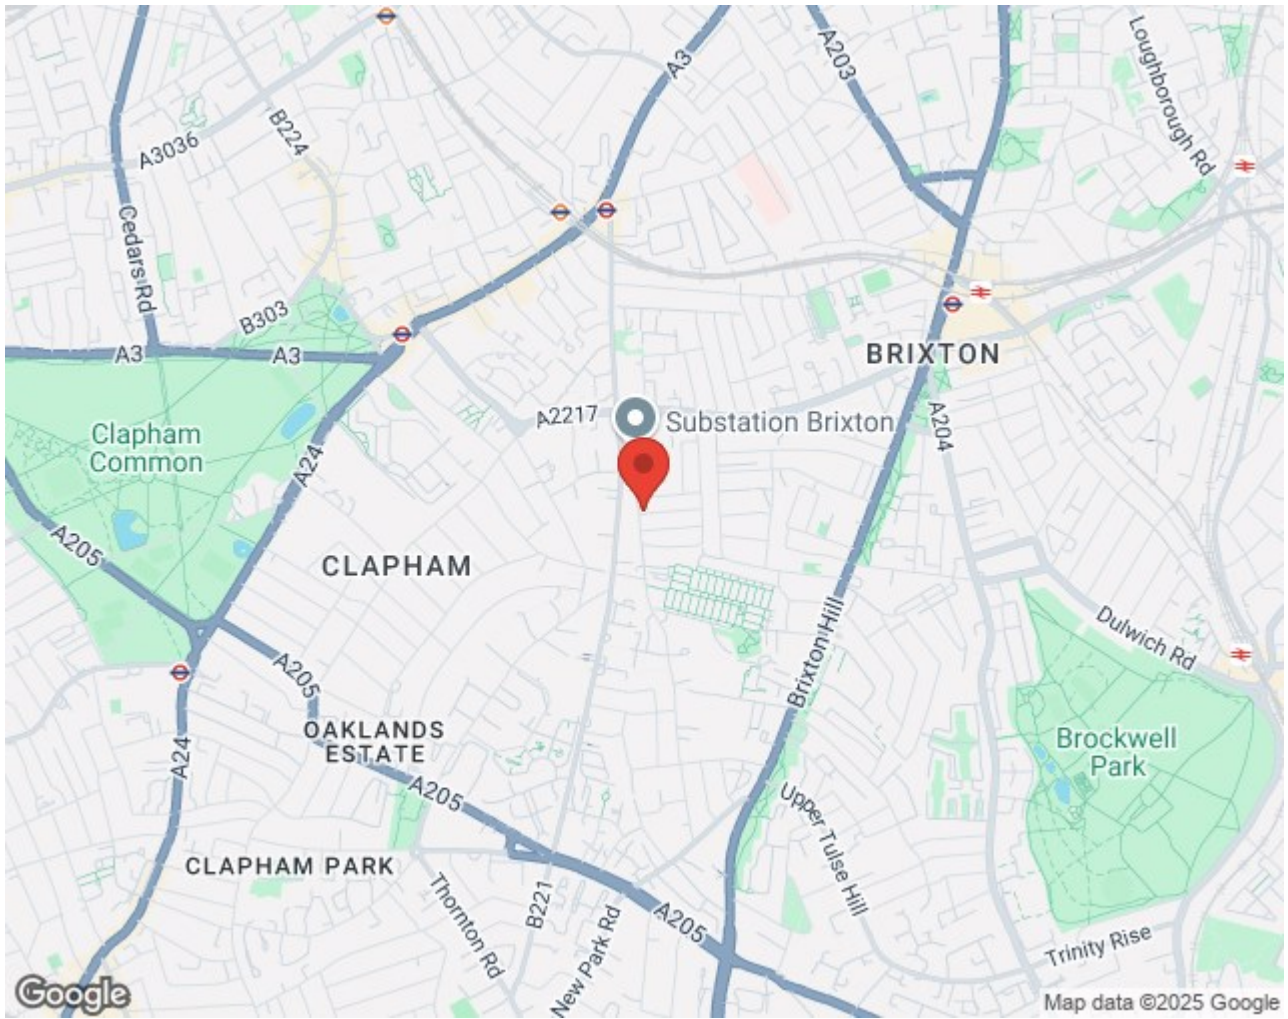 A3
A203
Loughborough Rd
B224
A3036
Cedars Rd
B303
A3
A3
BRIXTON
A2217
Substation Brixton
A204
Clapham
Common
A24
A205
CLAPHAM
Brixton Hill
Dulwich Rd
A205
OAKLANDS
ESTATE
A24
Brockwell
Park
A205
Upper Tulse Hill
CLAPHAM PARK
Thornton Rd
B221
New Park Rd
A205
Trinity Rise
Google
Map data ©2025 Google